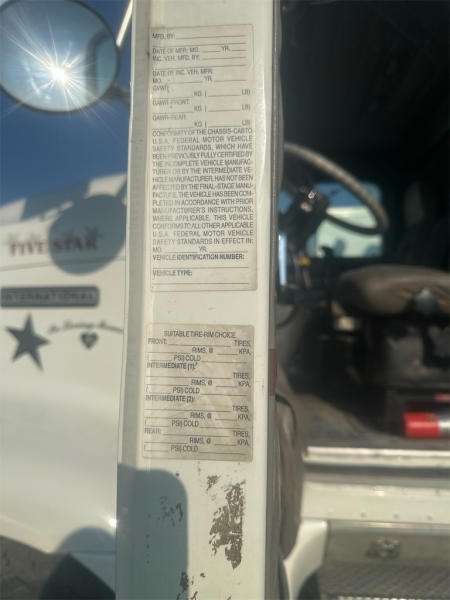 MFD. BY:
DATE OF MFR: MO. YR.
INC. VEH. MFD. BY:
DATE OF INC. VEH. MFR:
MO. YR.
GVWR:
KG ( LB)
GAWR-FRONT:
KG ( LB)
GAWR-REAR:
KG ( LB)
CONFORMITY OF THE CHASSIS-CAB TO
U.S.A. FEDERAL MOTOR VEHICLE
SAFETY STANDARDS, WHICH HAVE
BEEN PREVIOUSLY FULLY CERTIFIED BY
THE INCOMPLETE VEHICLE MANUFAC-
TURER OR BY THE INTERMEDIATE VE-
HICLE MANUFACTURER, HAS NOT BEEN
AFFECTED BY THE FINAL-STAGE MANU-
FACTURE. THE VEHICLE HAS BEEN COM-
PLETED IN ACCORDANCE WITH PRIOR
MANUFACTURER'S INSTRUCTIONS,
WHERE APPLICABLE. THIS VEHICLE
CONFORMS TO ALL OTHER APPLICABLE
U.S.A. FEDERAL MOTOR VEHICLE
SAFETY STANDARDS IN EFFECT IN:
MO. YR.
VEHICLE IDENTIFICATION NUMBER:
VEHICLE TYPE:
SUITABLE TIRE-RIM CHOICE
FRONT: TIRES,
RIMS, @ KPA,
( PSI) COLD
INTERMEDIATE (1): TIRES,
RIMS, @ KPA,
( PSI) COLD
INTERMEDIATE (2):
TIRES,
RIMS, @ KPA,
( PSI) COLD
REAR: TIRES,
RIMS, @ KPA,
( PSI) COLD
FIVE STAR
INTERNATIONAL